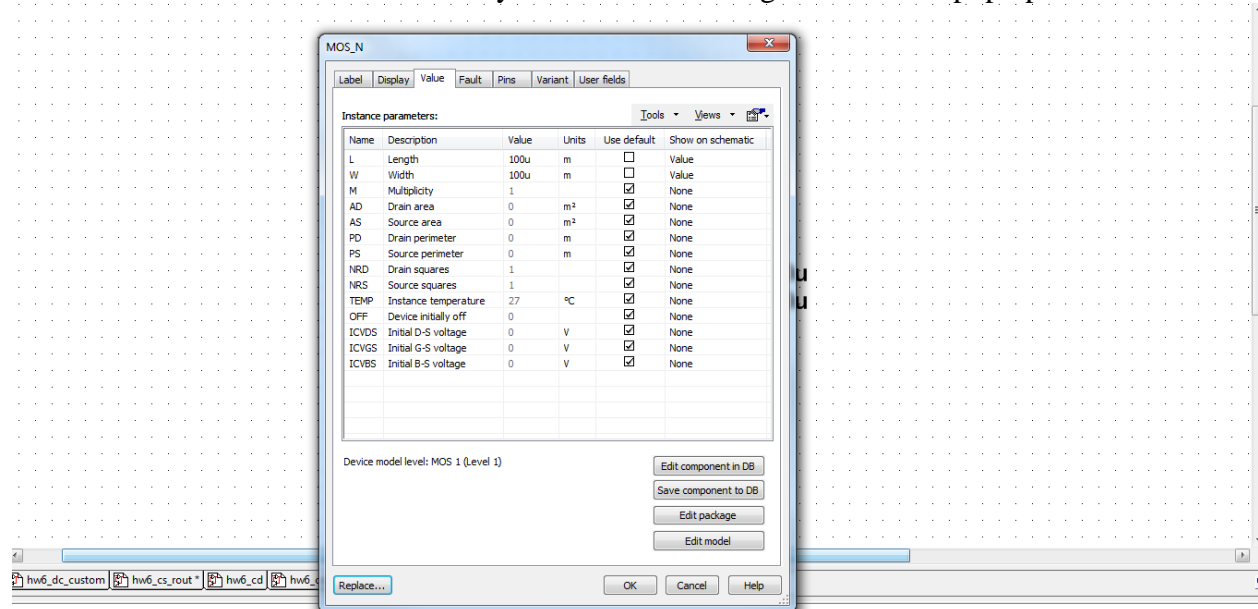 MOS_N
Label Display Value Fault Pins Variant User fields
Instance parameters: Tools Views
Name Description Value Units Use default Show on schematic
L Length 100u m Value
W Width 100u m Value
M Multiplicity 1 None
AD Drain area 0 m² None
AS Source area 0 m² None
PD Drain perimeter 0 m None
PS Source perimeter 0 m None
NRD Drain squares 1 None
NRS Source squares 1 None
TEMP Instance temperature 27 °C None
OFF Device initially off 0 None
ICVDS Initial D-S voltage 0 V None
ICVGS Initial G-S voltage 0 V None
ICVBS Initial B-S voltage 0 V None
u
u
Device model level: MOS 1 (Level 1)
Edit component in DB
Save component to DB
Edit package
Edit model
hw6_dc_custom hw6_cs_rout * hw6_cd hw6_
Replace... OK Cancel Help